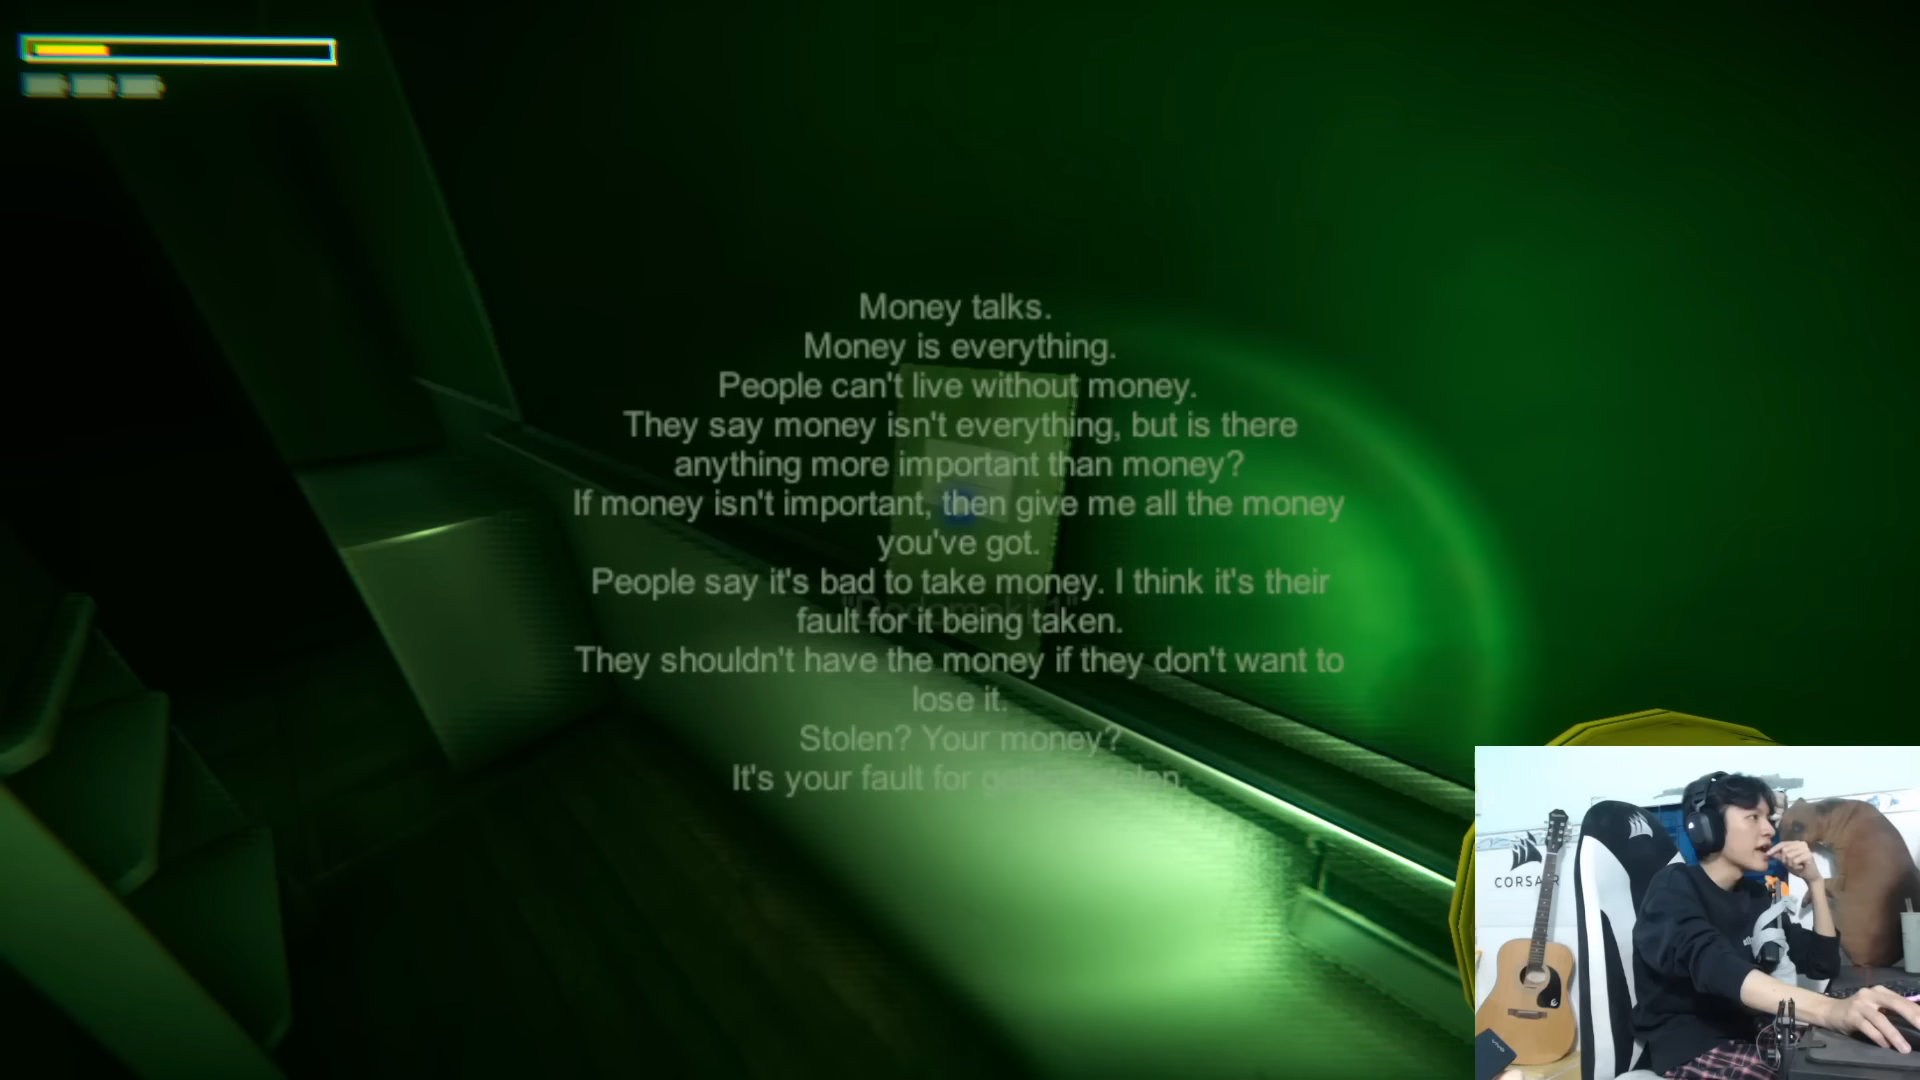 Money talks.
Money is everything.
People can't live without money.
They say money isn't everything, but is there
anything more important than money?
If money isn't important, then give me all the money
you've got.
People say it's bad to take money. I think it's their
fault for it being taken.
They shouldn't have the money if they don't want to
lose it.
Stolen? Your money?
It's your fault for
CORSAIR